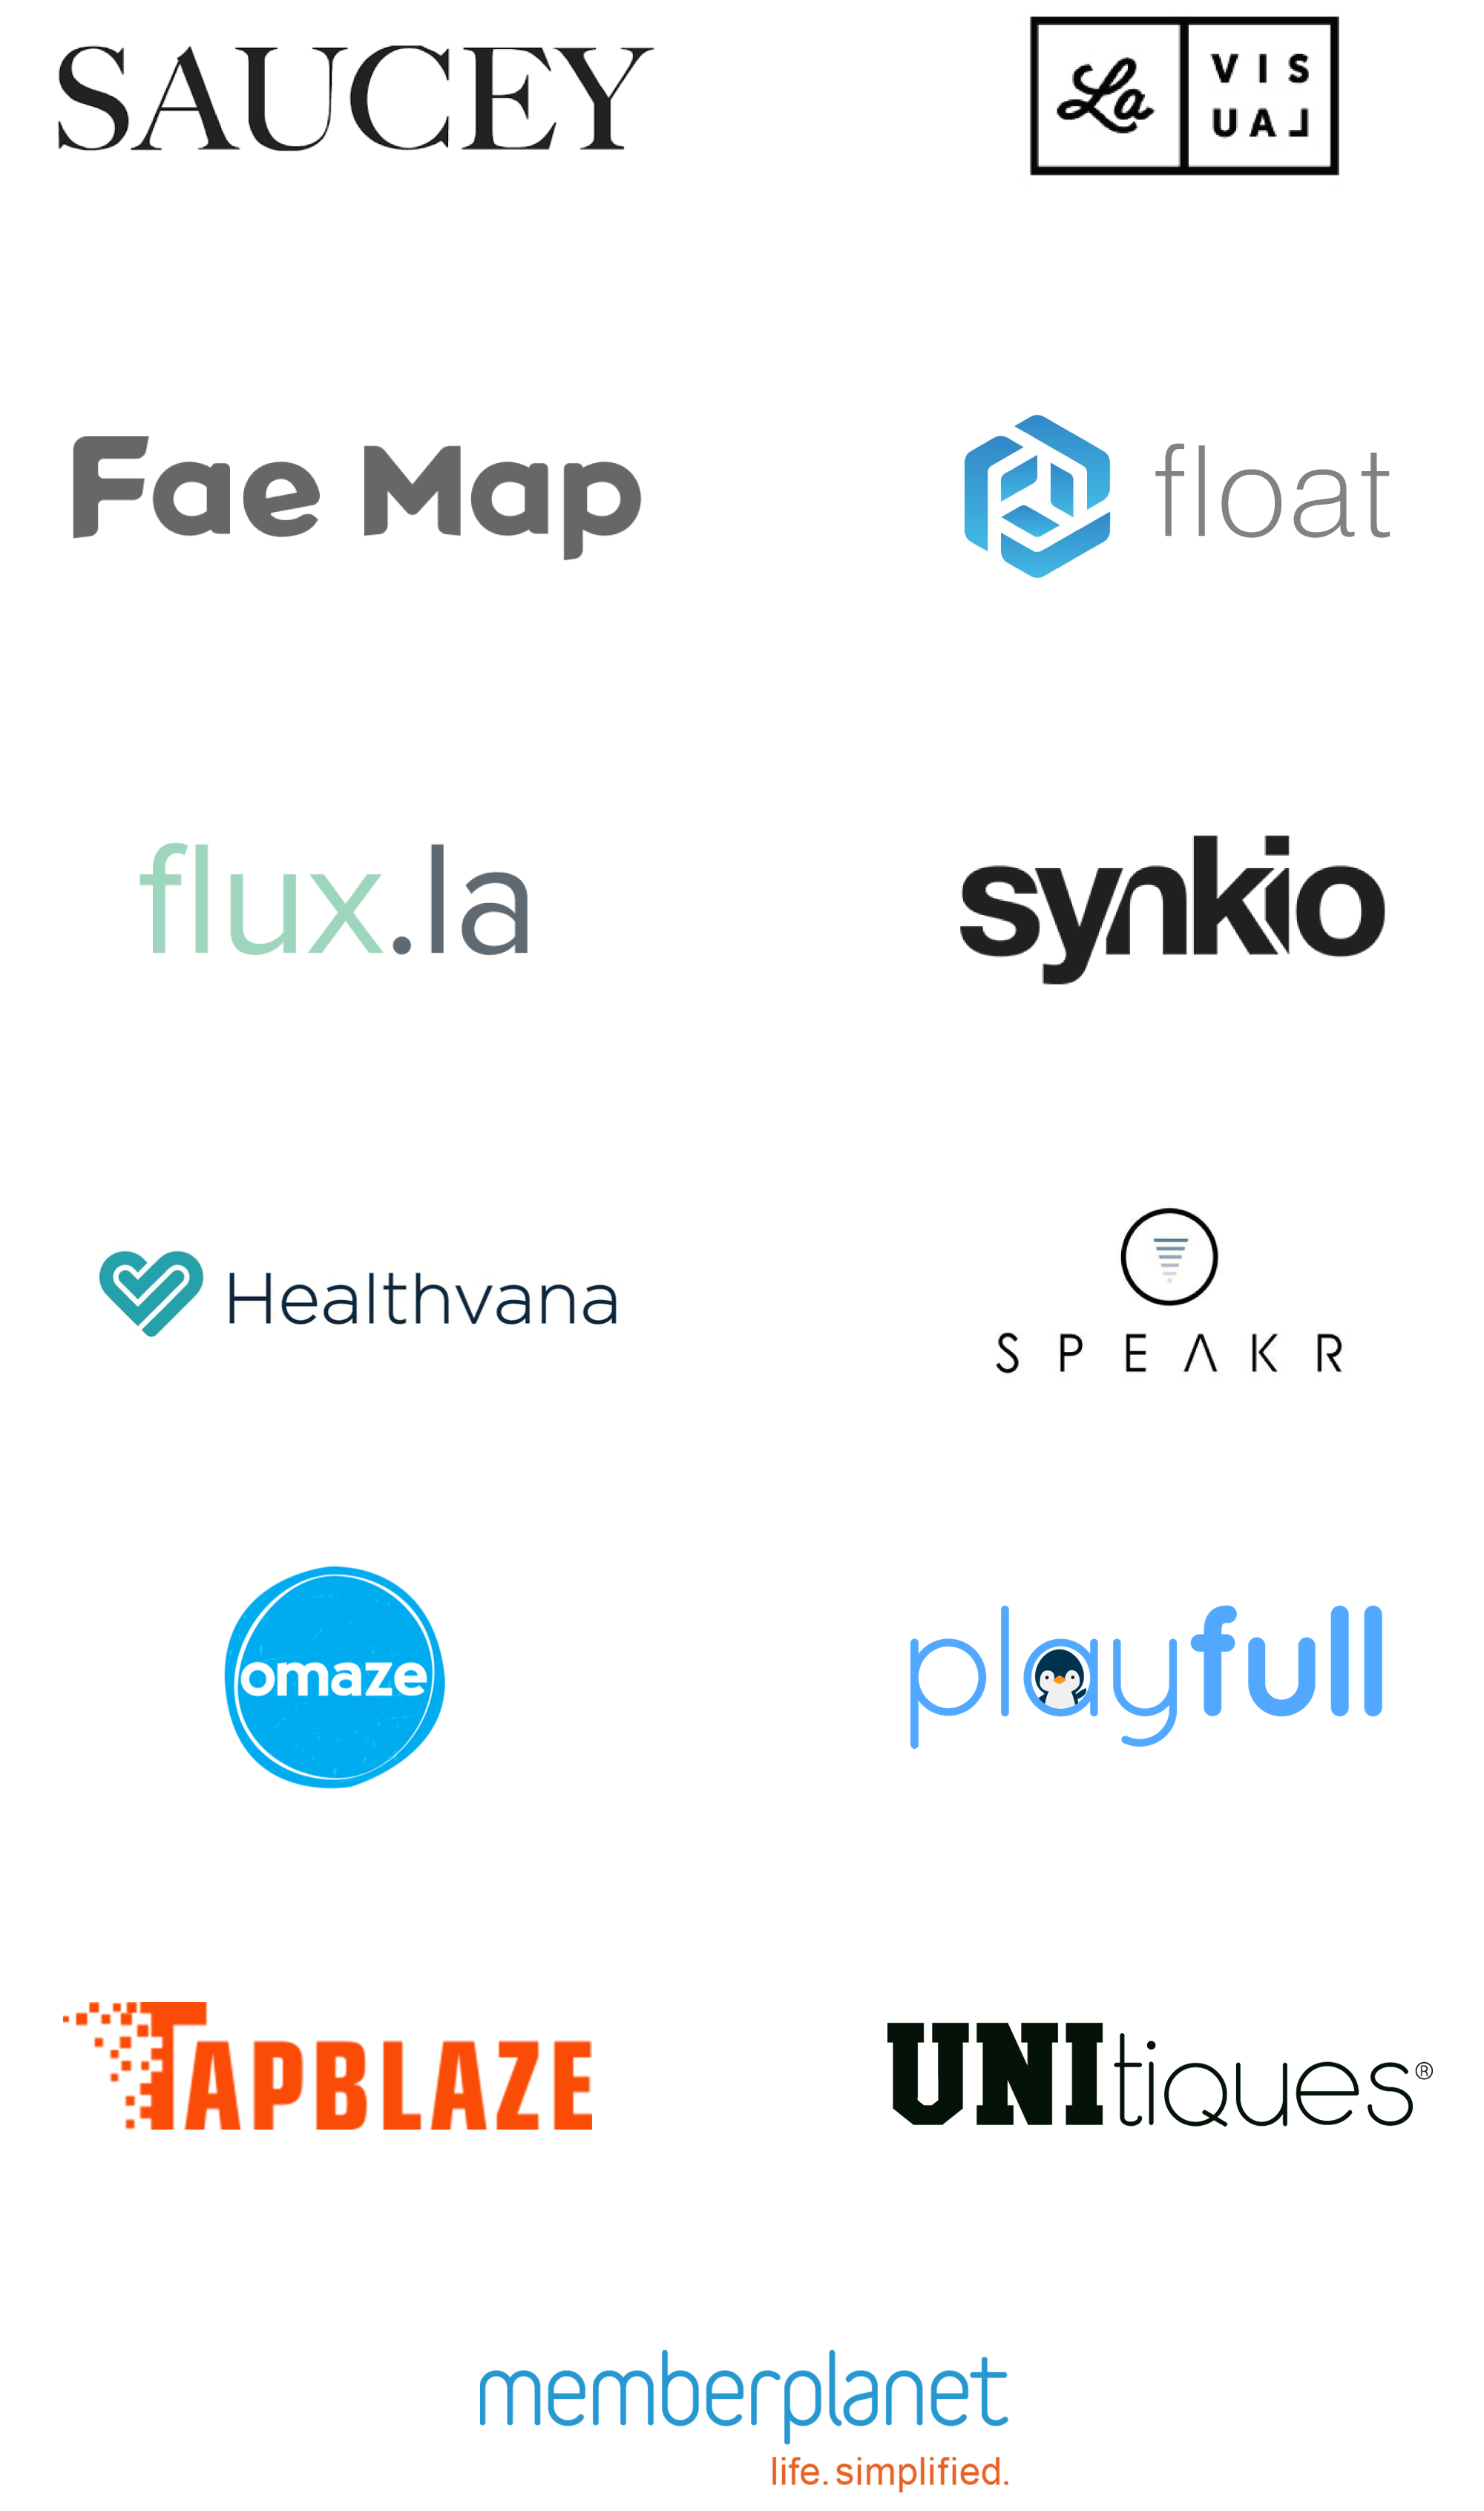 SAUCEY
La
VIS
UAL
Fae Map
float
flux.la
synkio
Healthvana
SPEAKR
omaze
playfull
TAPBLAZE
UNItiques®
memberplanet
life. simplified.